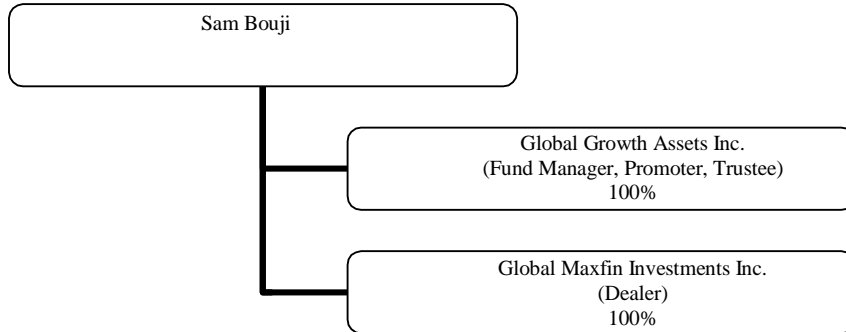 Sam Bouji
Global Growth Assets Inc.
(Fund Manager, Promoter, Trustee)
100%
Global Maxfin Investments Inc.
(Dealer)
100%